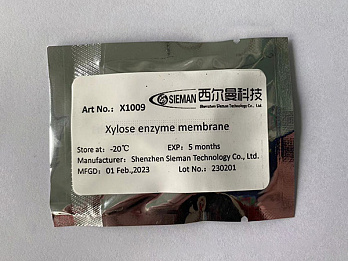 SIEMAN 西尔曼科技
Shenzhen Sieman Technology Co., Ltd.
Art No.: X1009
Xylose enzyme membrane
Store at: -20℃ EXP: 5 months
Manufacturer: Shenzhen Sieman Technology Co., Ltd.
MFGD: 01 Feb.,2023 Lot No.: 230201